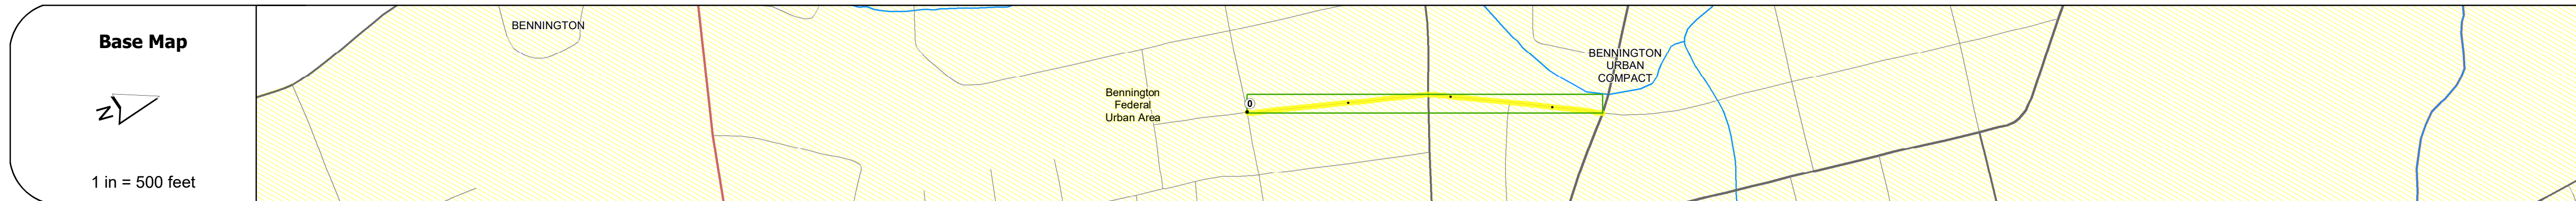 Base Map
N
1 in = 500 feet
BENNINGTON
Bennington
Federal
Urban Area
0
BENNINGTON
URBAN
COMPACT